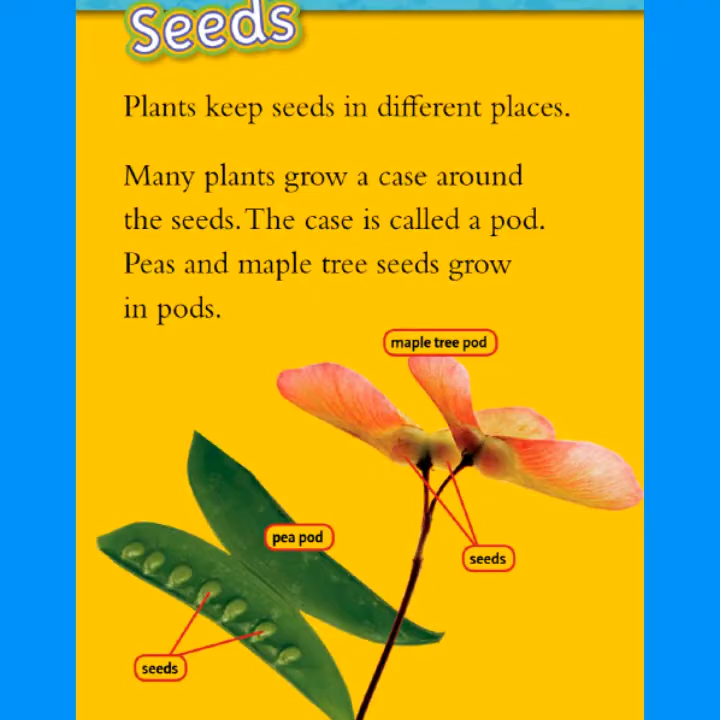 Seeds
Plants keep seeds in different places.
Many plants grow a case around
the seeds. The case is called a pod.
Peas and maple tree seeds grow
in pods.
maple tree pod
pea pod
seeds
seeds